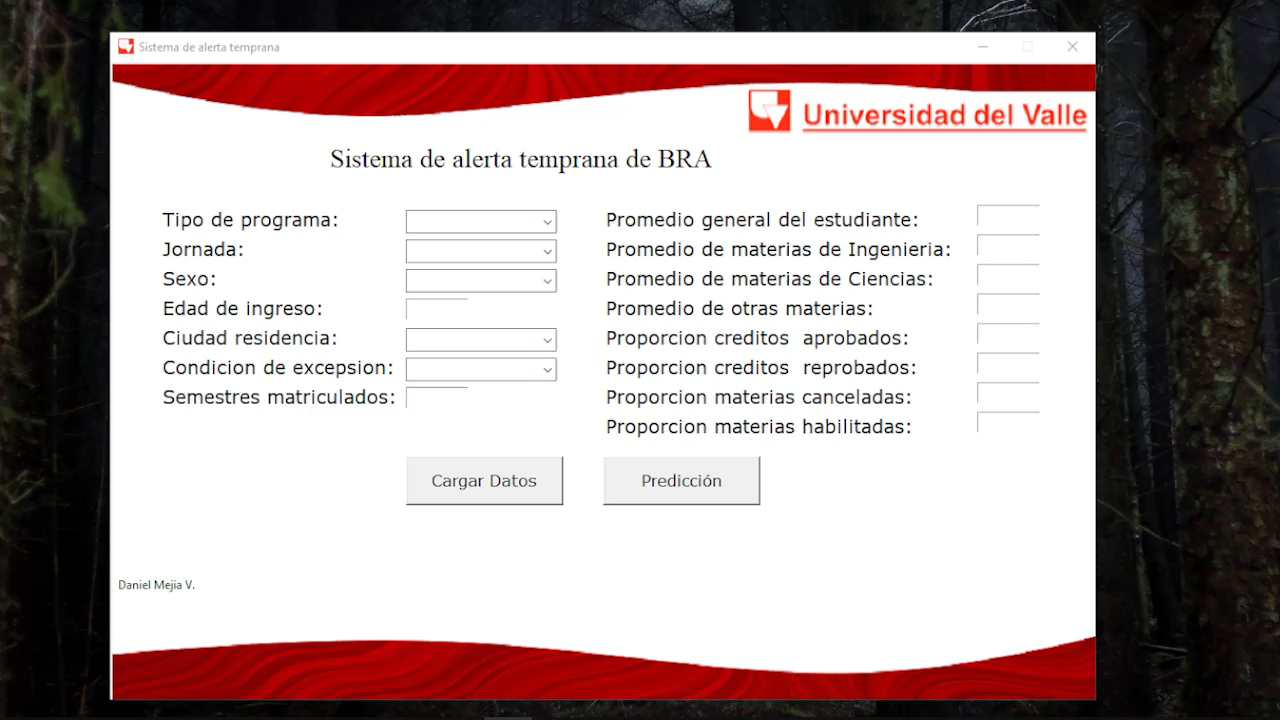 Sistema de alerta temprana
Universidad del Valle
Sistema de alerta temprana de BRA
Tipo de programa:
Jornada:
Sexo:
Edad de ingreso:
Ciudad residencia:
Condicion de excepsion:
Semestres matriculados:
Promedio general del estudiante:
Promedio de materias de Ingenieria:
Promedio de materias de Ciencias:
Promedio de otras materias:
Proporcion creditos  aprobados:
Proporcion creditos  reprobados:
Proporcion materias canceladas:
Proporcion materias habilitadas:
Cargar Datos
Predicción
Daniel Mejia V.